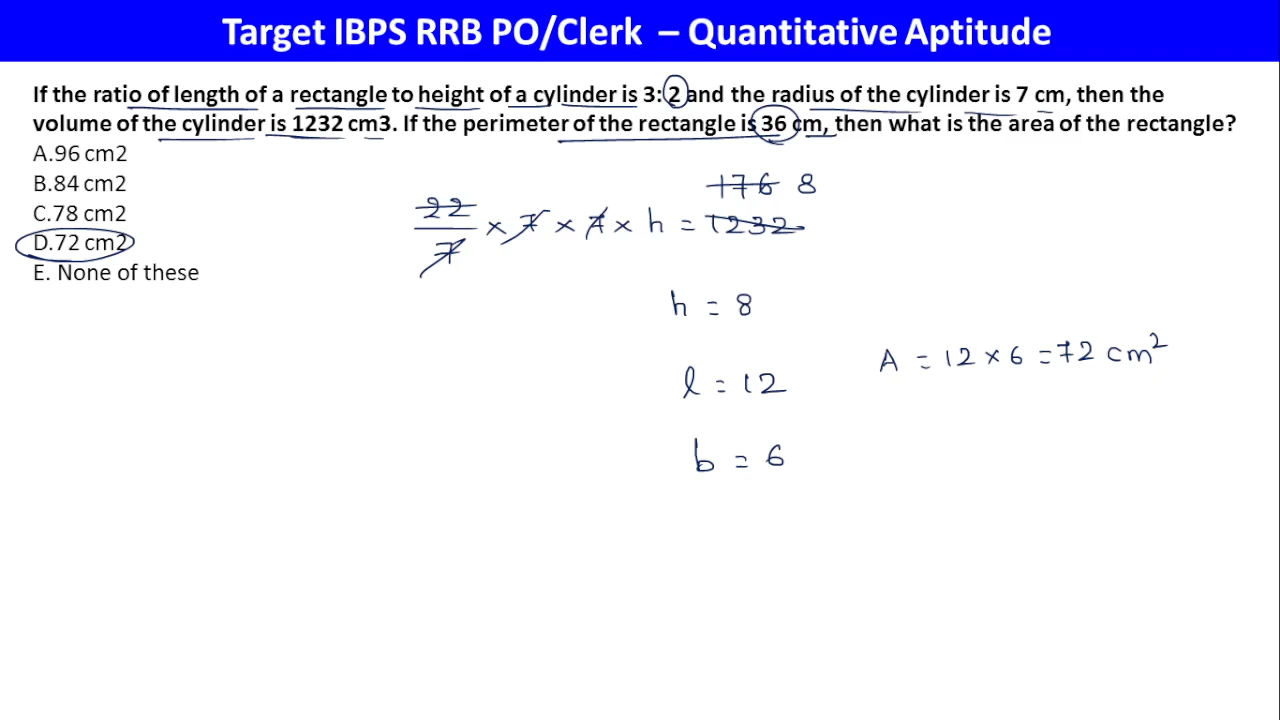 Target IBPS RRB PO/Clerk – Quantitative Aptitude
If the ratio of length of a rectangle to height of a cylinder is 3:2 and the radius of the cylinder is 7 cm, then the
volume of the cylinder is 1232 cm3. If the perimeter of the rectangle is 36 cm, then what is the area of the rectangle?
A.96 cm2
B.84 cm2
C.78 cm2
D.72 cm2
E. None of these
176 8
22/7 × 7 × 7 × h = 1232
h = 8
l = 12
A = 12 × 6 = 72 cm²
b = 6